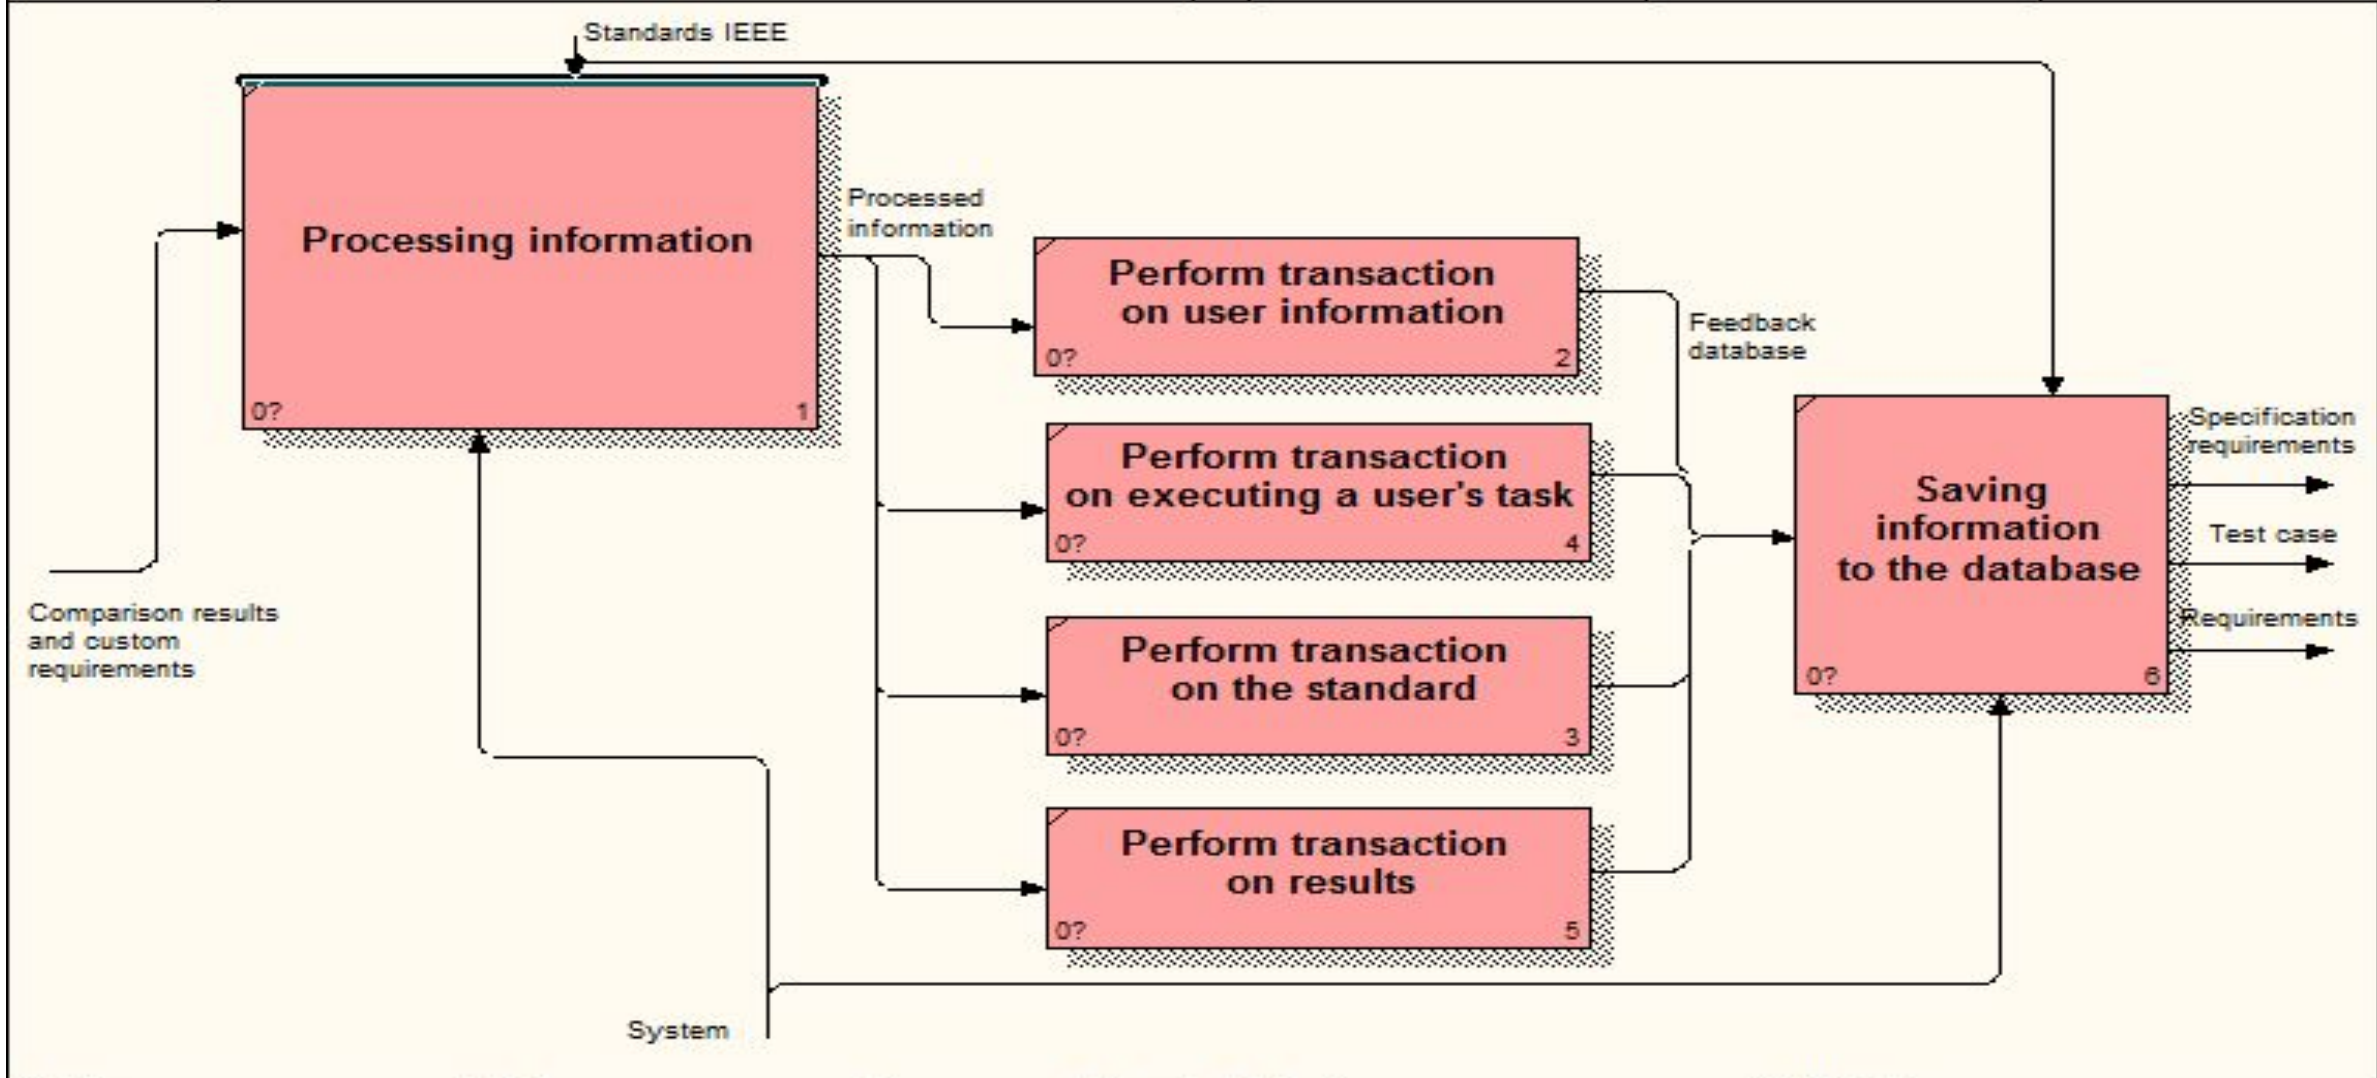 Standards IEEE
Processing information
0?
1
Processed
information
Perform transaction
on user information
0?
2
Feedback
database
Perform transaction
on executing a user's task
0?
4
Perform transaction
on the standard
0?
3
Perform transaction
on results
0?
5
Saving
information
to the database
0?
6
Specification
requirements
Test case
Requirements
Comparison results
and custom
requirements
System